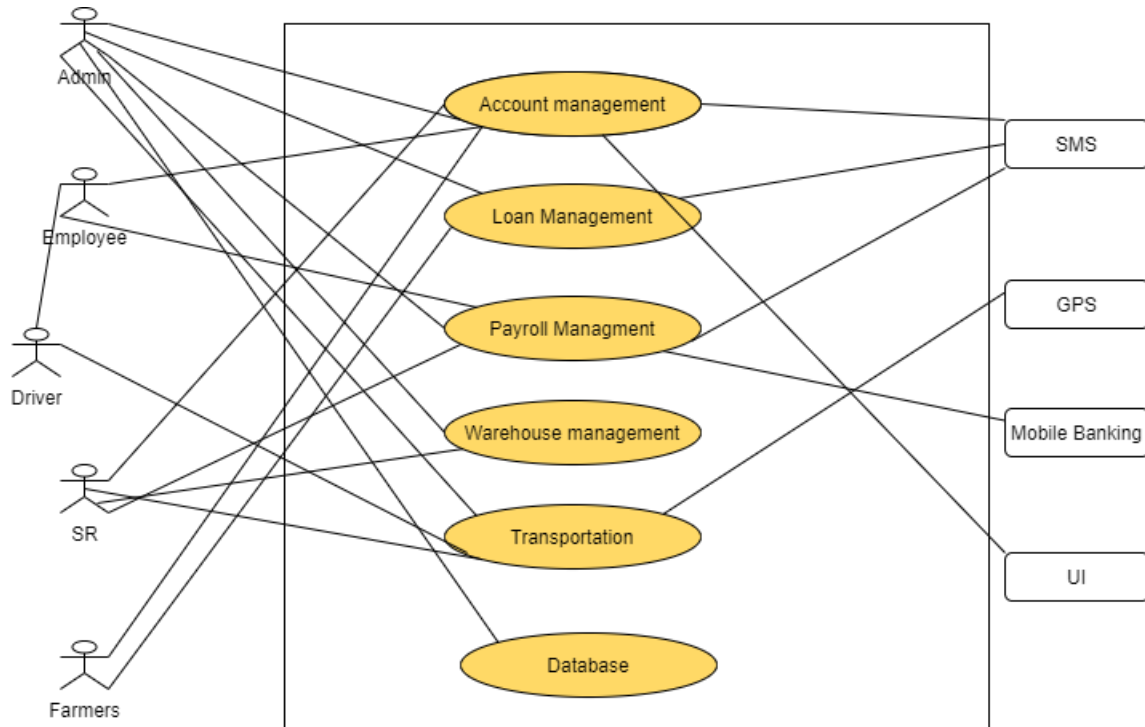 Admin
Employee
Driver
SR
Farmers
Account management
Loan Management
Payroll Managment
Warehouse management
Transportation
Database
SMS
GPS
Mobile Banking
UI